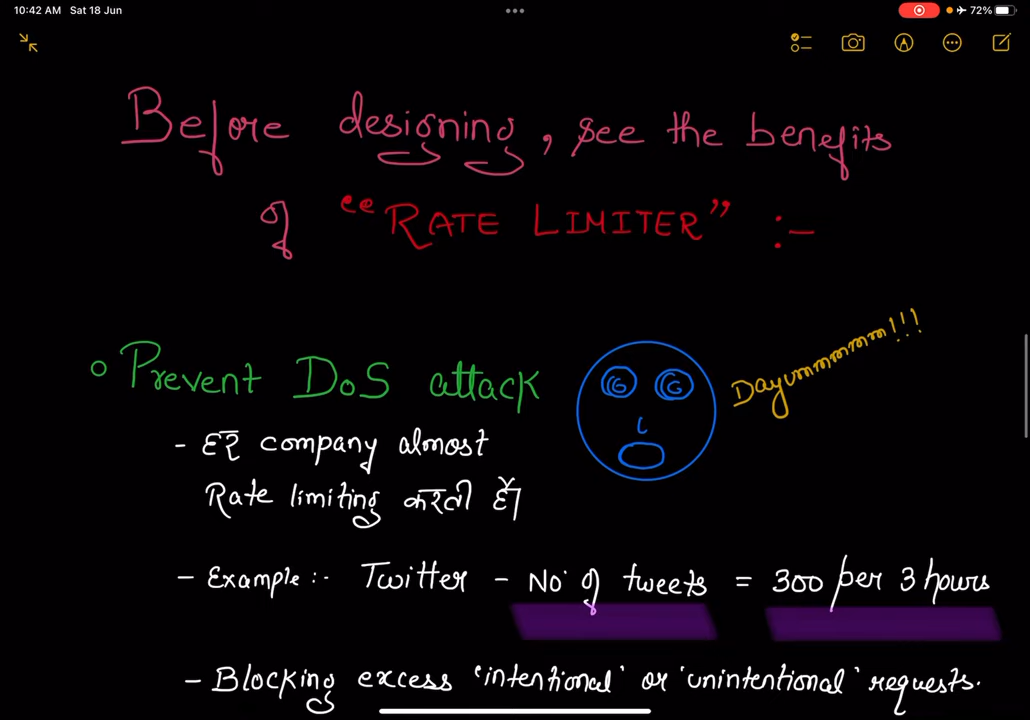 10:42 AM Sat 18 Jun 72%
Before designing, see the benefits
of "RATE LIMITER" :-
Prevent DoS attack
Dayummmmmm!!!
G G
- हर company almost
Rate limiting करती है।
- Example :- Twitter - No. of tweets = 300 per 3 hours
- Blocking excess 'intentional' or 'unintentional' requests.